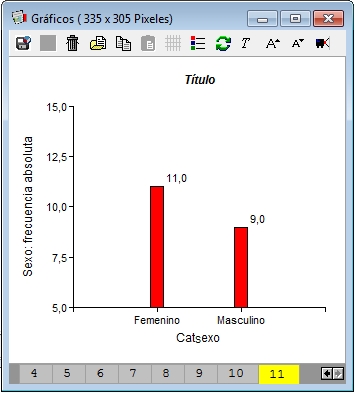 Gráficos ( 335 x 305 Pixeles)
T A A
Título
15,0
12,5
10,0
7,5
5,0
Sexo: frecuencia absoluta
11,0
9,0
Femenino Masculino
Catsexo
4 5 6 7 8 9 10 11